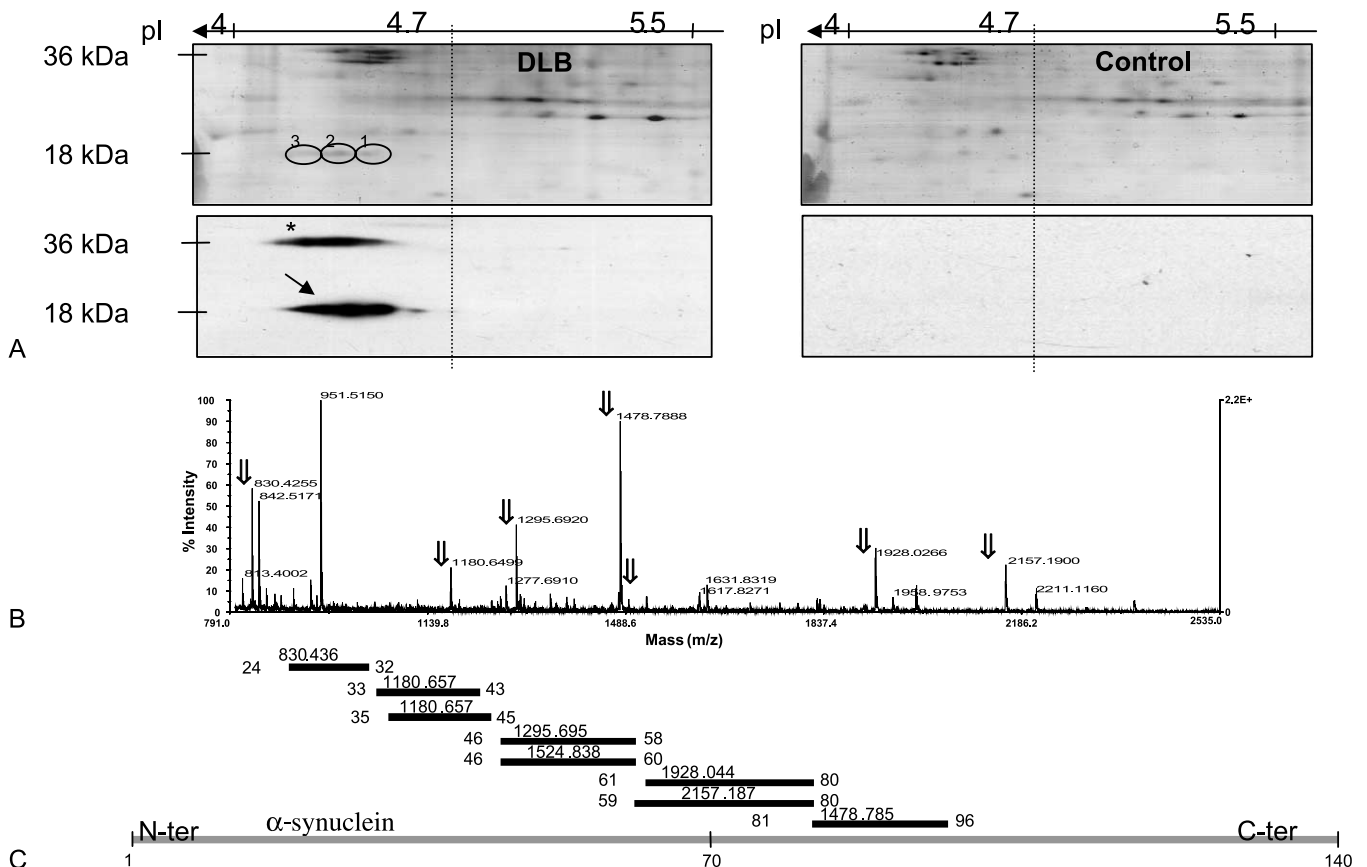 pI 4 4.7 5.5
pI 4 4.7 5.5
36 kDa
DLB
Control
3 2 1
18 kDa
*
36 kDa
18 kDa
A
% Intensity
100
90
80
70
60
50
40
30
20
10
0
951.5150
2.2E+
1478.7888
830.4255
842.5171
1295.6920
1180.6499
1928.0266
2157.1900
813.4002
1277.6910
1631.8319
1617.8271
1958.9753
2211.1160
0
B
791.0 1139.8 1488.6 1837.4 2186.2 2535.0
Mass (m/z)
24 830.436 32
33 1180.657 43
35 1180.657 45
46 1295.695 58
46 1524.838 60
61 1928.044 80
59 2157.187 80
81 1478.785 96
N-ter α-synuclein C-ter
1 70 140
C